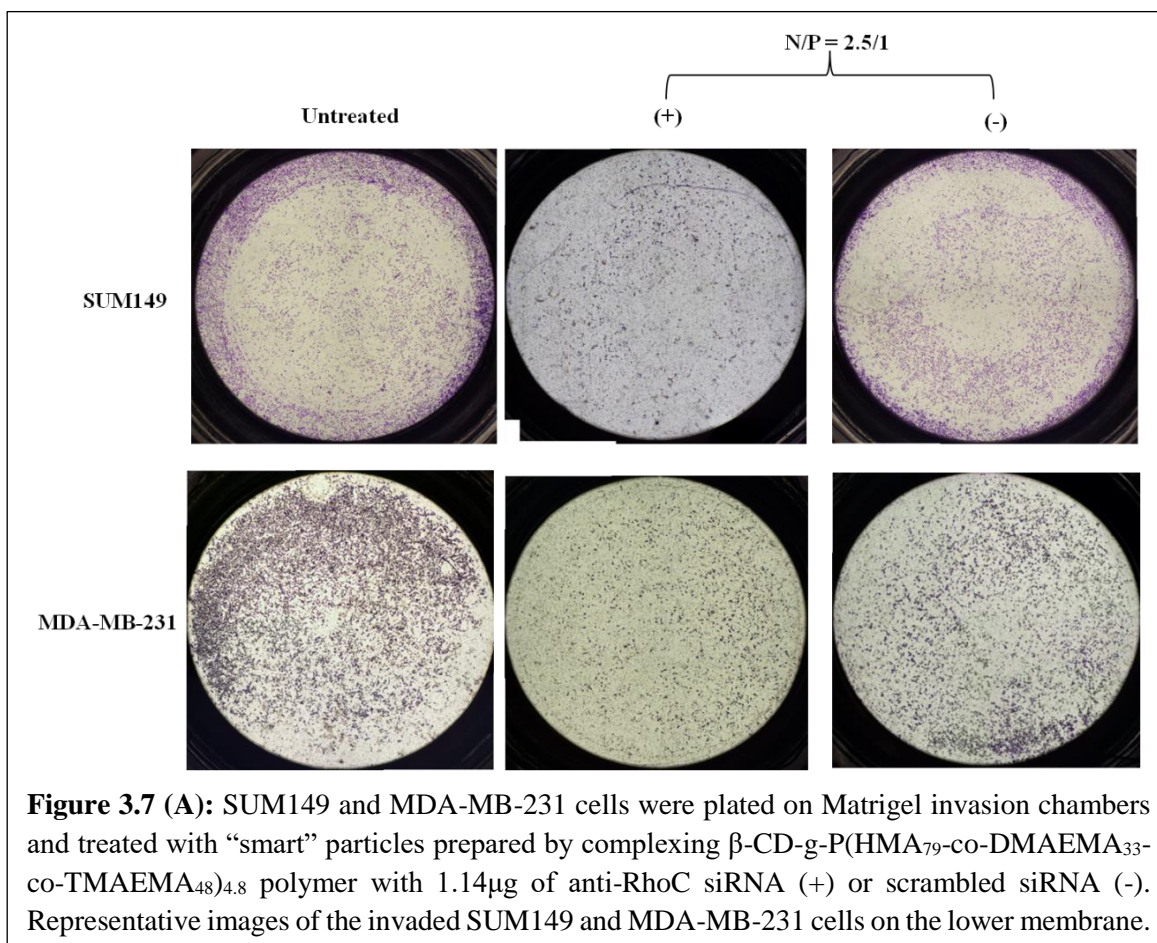 N/P = 2.5/1
Untreated
(+)
(-)
SUM149
MDA-MB-231
Figure 3.7 (A): SUM149 and MDA-MB-231 cells were plated on Matrigel invasion chambers
and treated with “smart” particles prepared by complexing β-CD-g-P(HMA₇₉-co-DMAEMA₃₃-
co-TMAEMA₄₈)₄.₈ polymer with 1.14µg of anti-RhoC siRNA (+) or scrambled siRNA (-).
Representative images of the invaded SUM149 and MDA-MB-231 cells on the lower membrane.